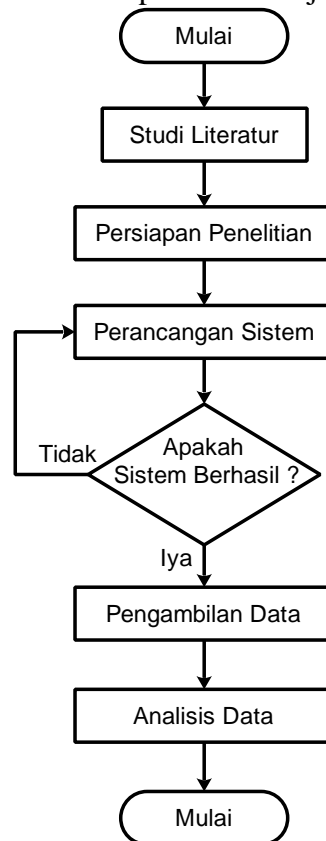 Mulai
Studi Literatur
Persiapan Penelitian
Perancangan Sistem
Tidak
Apakah
Sistem Berhasil ?
Iya
Pengambilan Data
Analisis Data
Mulai